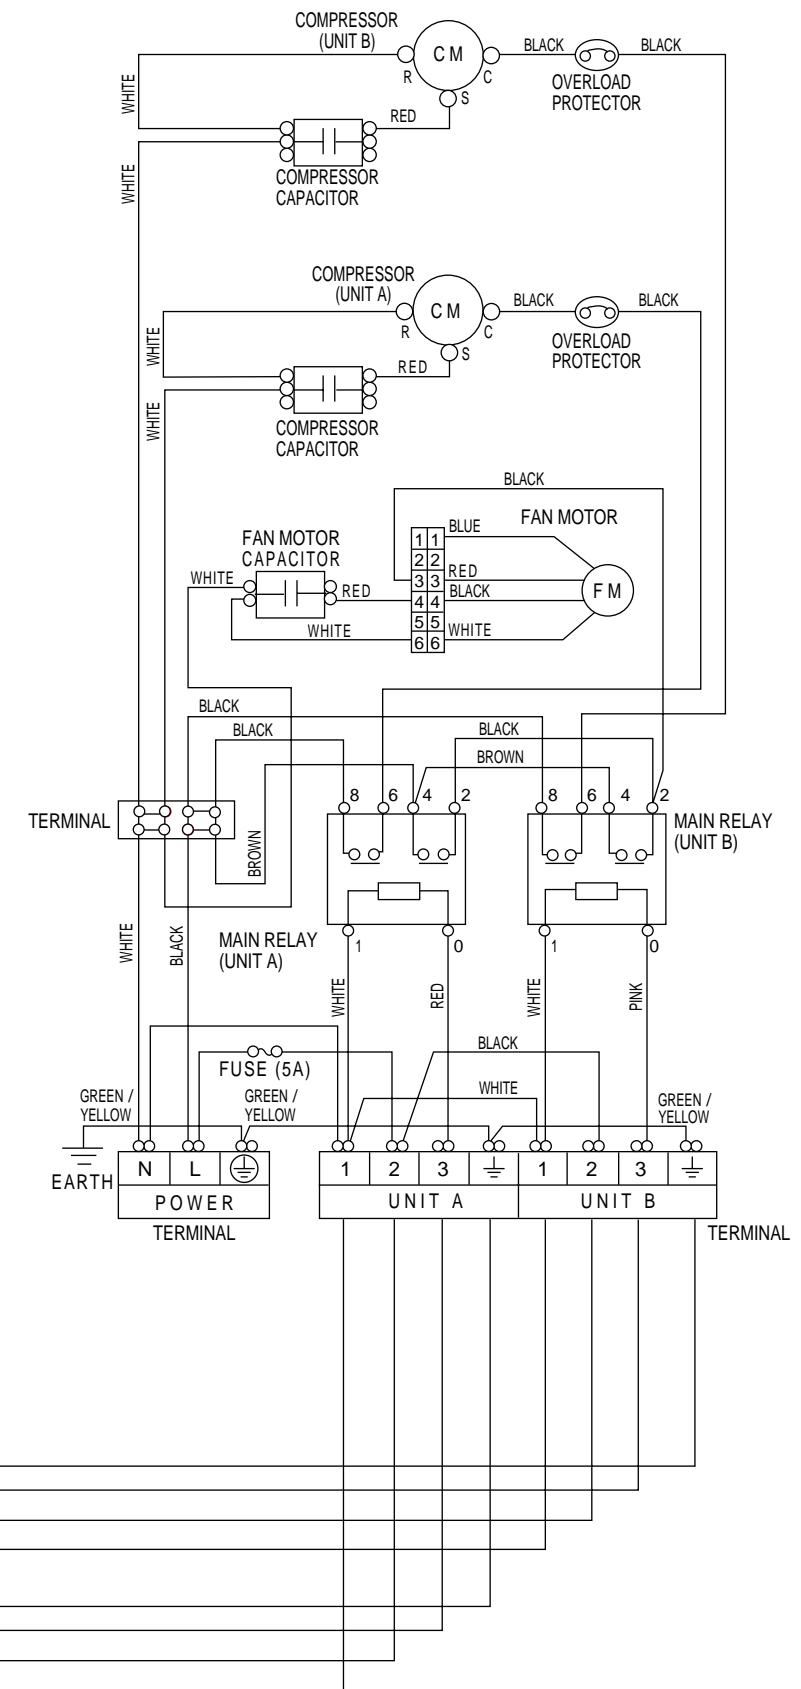 COMPRESSOR
(UNIT B)
C M
R
C
S
BLACK
BLACK
OVERLOAD
PROTECTOR
WHITE
RED
COMPRESSOR
CAPACITOR
WHITE
COMPRESSOR
(UNIT A)
C M
R
C
S
BLACK
BLACK
OVERLOAD
PROTECTOR
WHITE
RED
COMPRESSOR
CAPACITOR
WHITE
BLACK
FAN MOTOR
CAPACITOR
FAN MOTOR
BLUE
1 1
2 2
3 3
4 4
5 5
6 6
RED
BLACK
WHITE
F M
WHITE
RED
WHITE
BLACK
BLACK
BLACK
BROWN
8 6 4 2
8 6 4 2
TERMINAL
MAIN RELAY
(UNIT B)
BROWN
MAIN RELAY
(UNIT A)
1 0
1 0
WHITE
BLACK
WHITE
RED
WHITE
PINK
FUSE (5A)
BLACK
WHITE
GREEN /
YELLOW
GREEN /
YELLOW
GREEN /
YELLOW
EARTH
N L
1 2 3
1 2 3
POWER
UNIT A
UNIT B
TERMINAL
TERMINAL